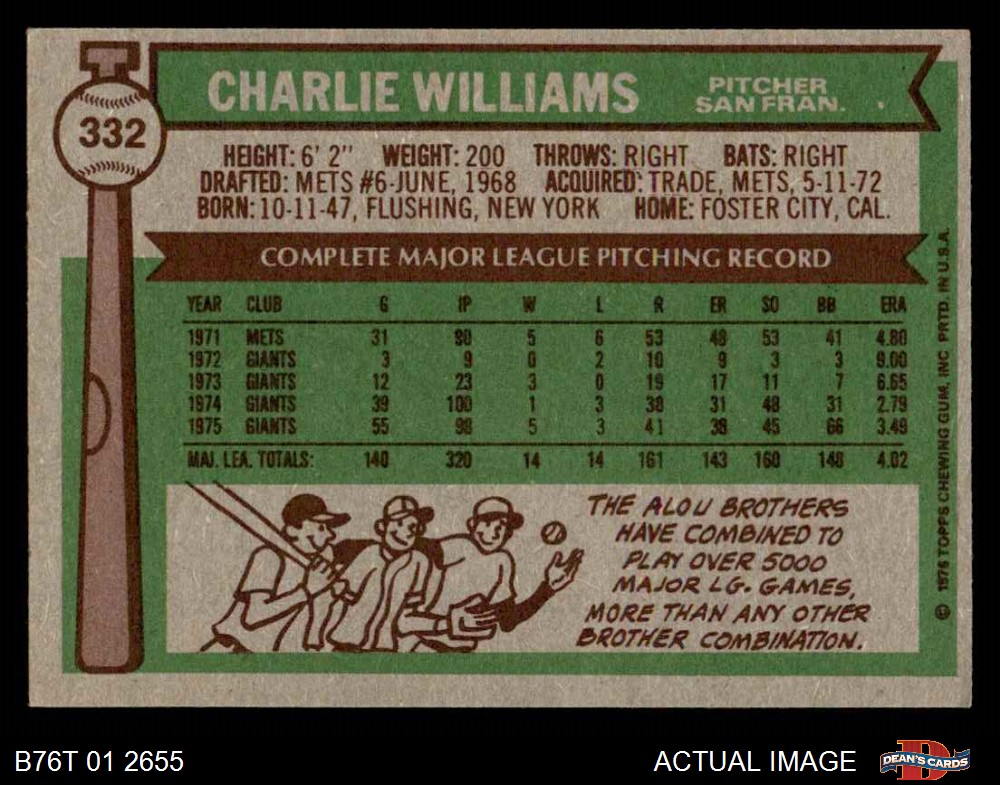 332
CHARLIE WILLIAMS
PITCHER
SAN FRAN.
HEIGHT: 6' 2" WEIGHT: 200 THROWS: RIGHT BATS: RIGHT
DRAFTED: METS #6-JUNE, 1968 ACQUIRED: TRADE, METS, 5-11-72
BORN: 10-11-47, FLUSHING, NEW YORK HOME: FOSTER CITY, CAL.
COMPLETE MAJOR LEAGUE PITCHING RECORD
YEAR CLUB G IP W L R ER SO BB ERA
1971 METS 31 90 5 6 53 48 53 41 4.80
1972 GIANTS 3 9 0 2 10 9 3 3 9.00
1973 GIANTS 12 23 3 0 19 17 11 7 6.65
1974 GIANTS 39 100 1 3 38 31 48 31 2.79
1975 GIANTS 55 98 5 3 41 38 45 66 3.49
MAJ. LEA. TOTALS: 140 320 14 14 161 143 160 148 4.02
THE ALOU BROTHERS
HAVE COMBINED TO
PLAY OVER 5000
MAJOR LG. GAMES,
MORE THAN ANY OTHER
BROTHER COMBINATION.
© 1976 TOPPS CHEWING GUM, INC PRTD. IN U.S.A.
B76T 01 2655
ACTUAL IMAGE
DEAN'S CARDS